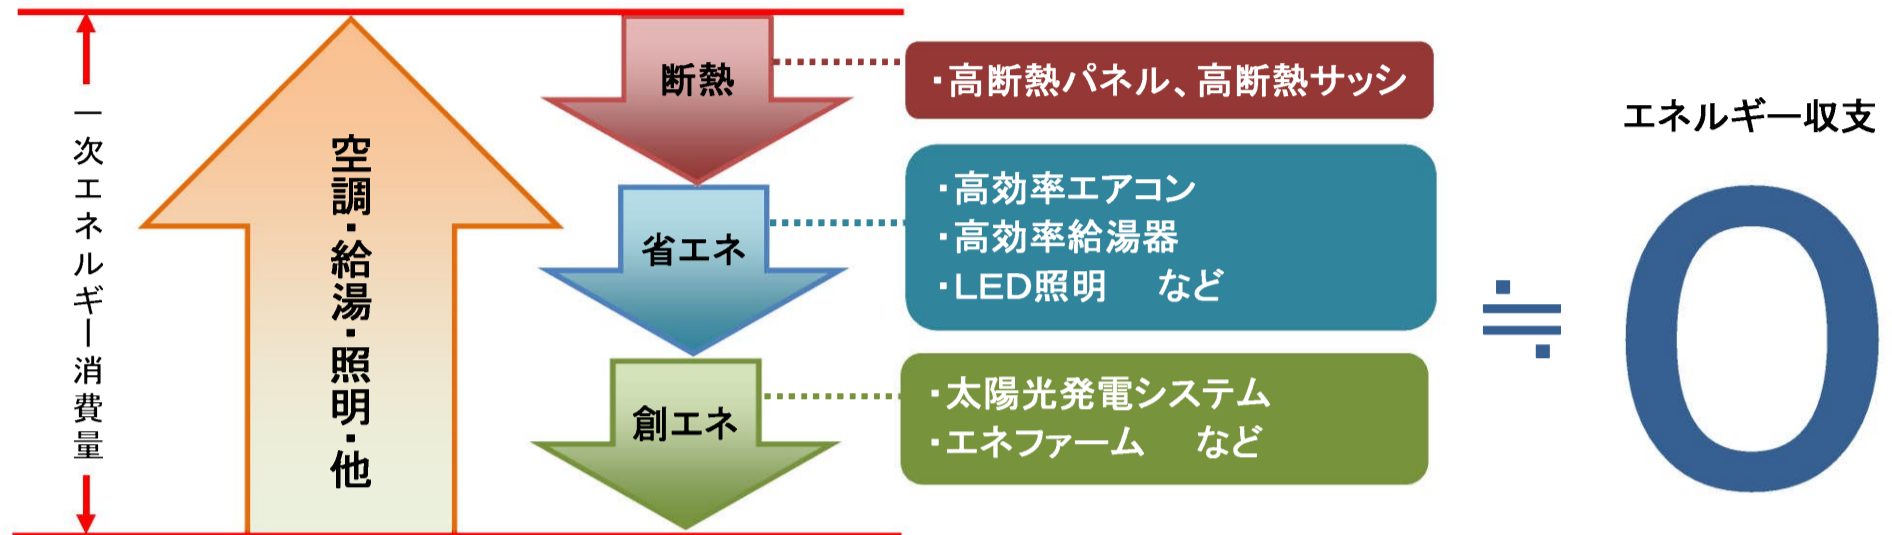 一次エネルギー消費量
空調・給湯・照明・他
断熱
・高断熱パネル、高断熱サッシ
省エネ
・高効率エアコン
・高効率給湯器
・LED照明　など
創エネ
・太陽光発電システム
・エネファーム　など
エネルギー収支
≒0